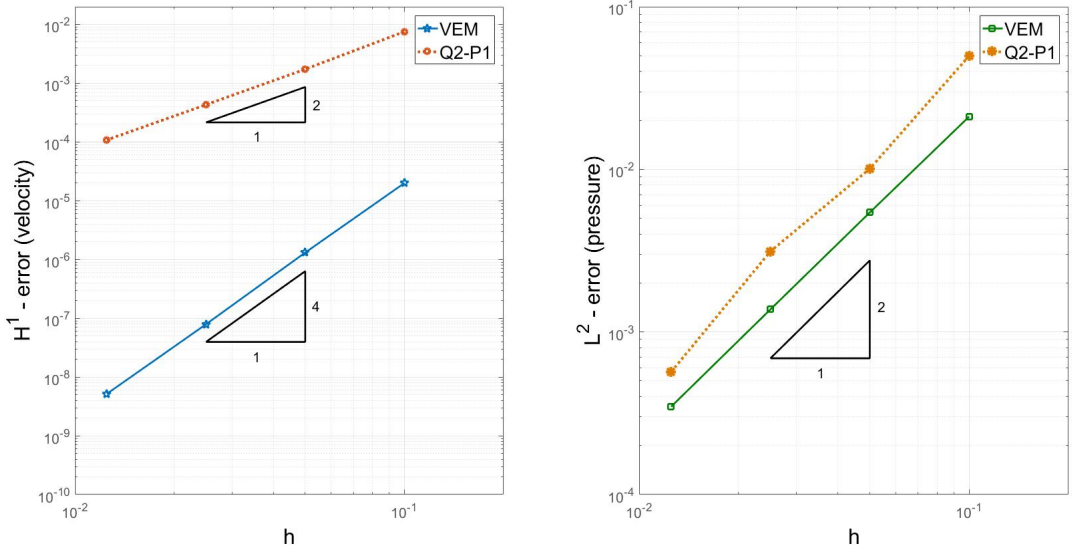 VEM
Q2-P1
10^-2
10^-3
10^-4
10^-5
10^-6
10^-7
10^-8
10^-9
10^-10
H^1 - error (velocity)
2
1
4
1
10^-2
10^-1
h
VEM
Q2-P1
10^-1
10^-2
10^-3
10^-4
L^2 - error (pressure)
2
1
10^-2
10^-1
h